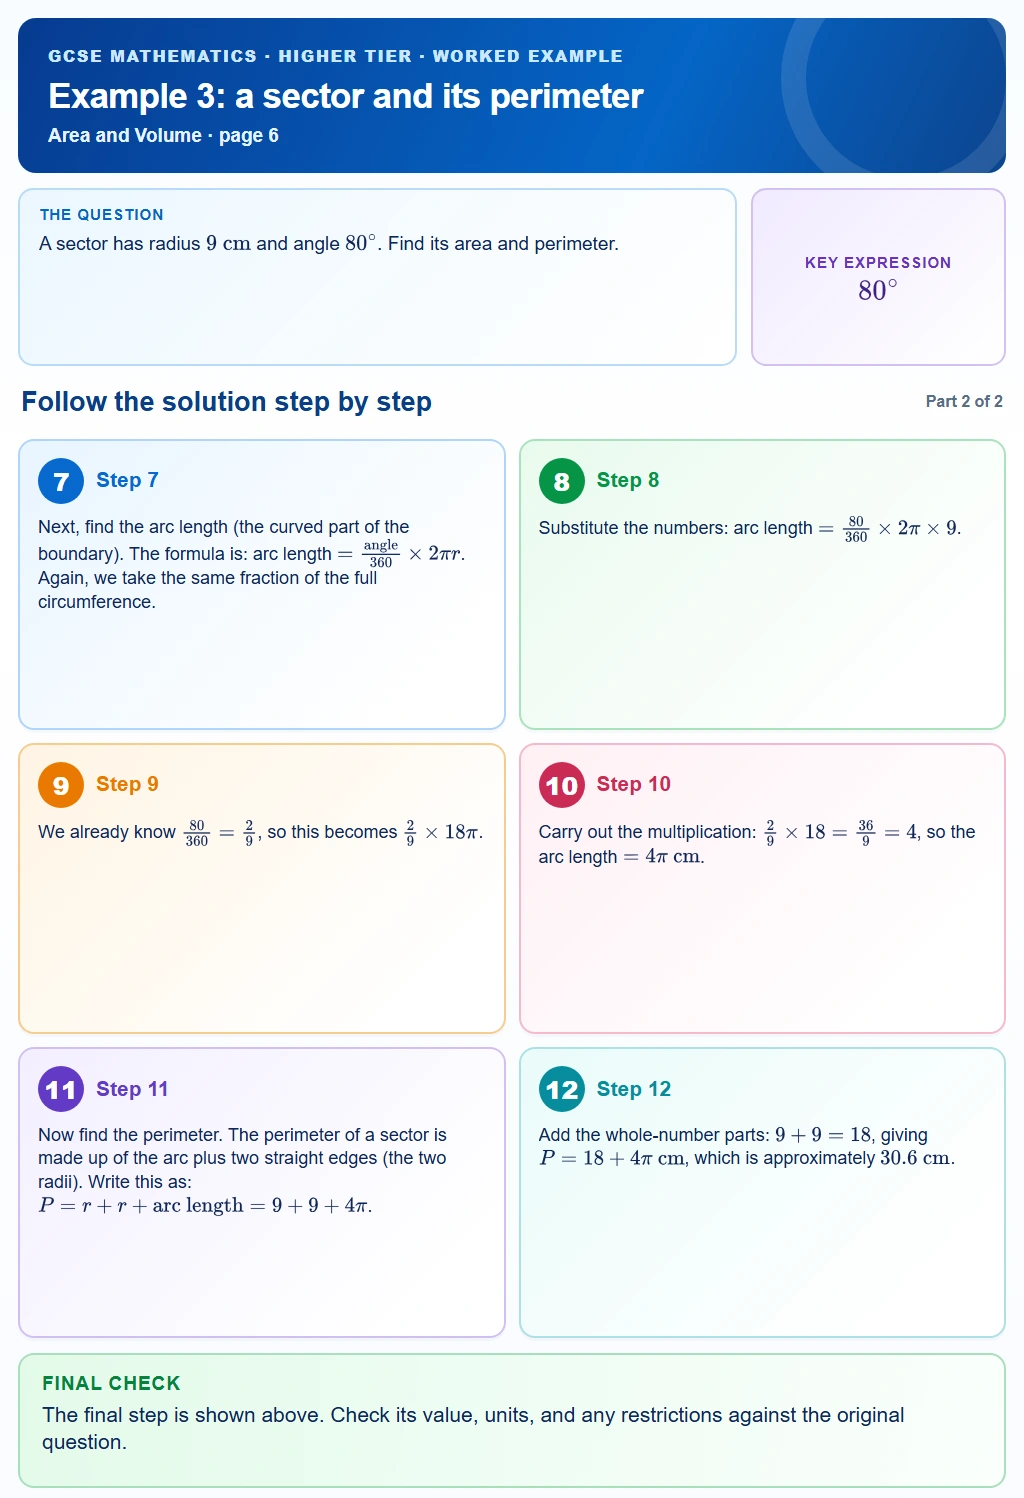 GCSE MATHEMATICS · HIGHER TIER · WORKED EXAMPLE
Example 3: a sector and its perimeter
Area and Volume · page 6
THE QUESTION
A sector has radius 9 cm and angle 80°. Find its area and perimeter.
KEY EXPRESSION
80°
Follow the solution step by step
Part 2 of 2
7 Step 7
Next, find the arc length (the curved part of the
boundary). The formula is: arc length = angle/360 × 2πr.
Again, we take the same fraction of the full
circumference.
8 Step 8
Substitute the numbers: arc length = 80/360 × 2π × 9.
9 Step 9
We already know 80/360 = 2/9, so this becomes 2/9 × 18π.
10 Step 10
Carry out the multiplication: 2/9 × 18 = 36/9 = 4, so the
arc length = 4π cm.
11 Step 11
Now find the perimeter. The perimeter of a sector is
made up of the arc plus two straight edges (the two
radii). Write this as:
P = r + r + arc length = 9 + 9 + 4π.
12 Step 12
Add the whole-number parts: 9 + 9 = 18, giving
P = 18 + 4π cm, which is approximately 30.6 cm.
FINAL CHECK
The final step is shown above. Check its value, units, and any restrictions against the original
question.